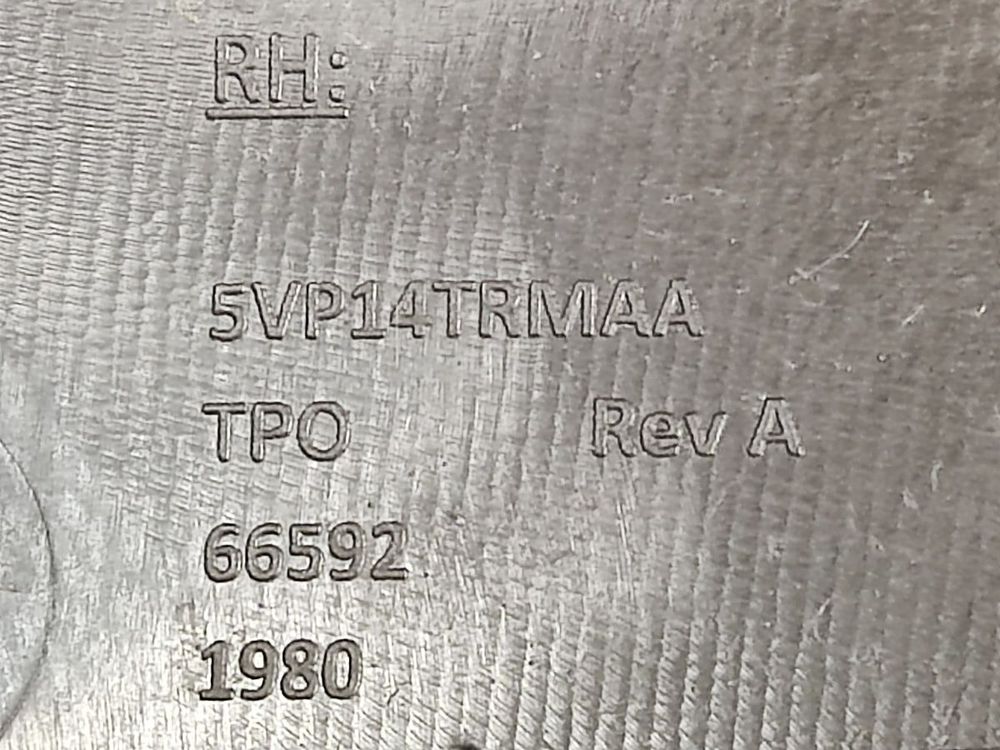 RH:
5VP14TRMAA
TPO Rev A
66592
1980